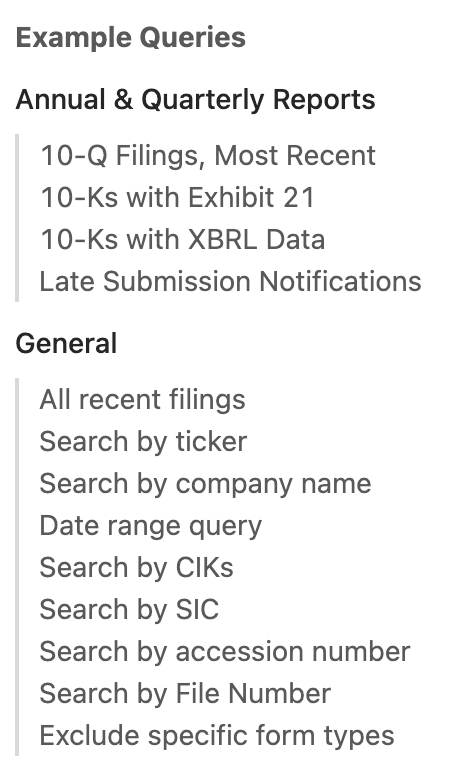 Example Queries
Annual & Quarterly Reports
10-Q Filings, Most Recent
10-Ks with Exhibit 21
10-Ks with XBRL Data
Late Submission Notifications
General
All recent filings
Search by ticker
Search by company name
Date range query
Search by CIKs
Search by SIC
Search by accession number
Search by File Number
Exclude specific form types